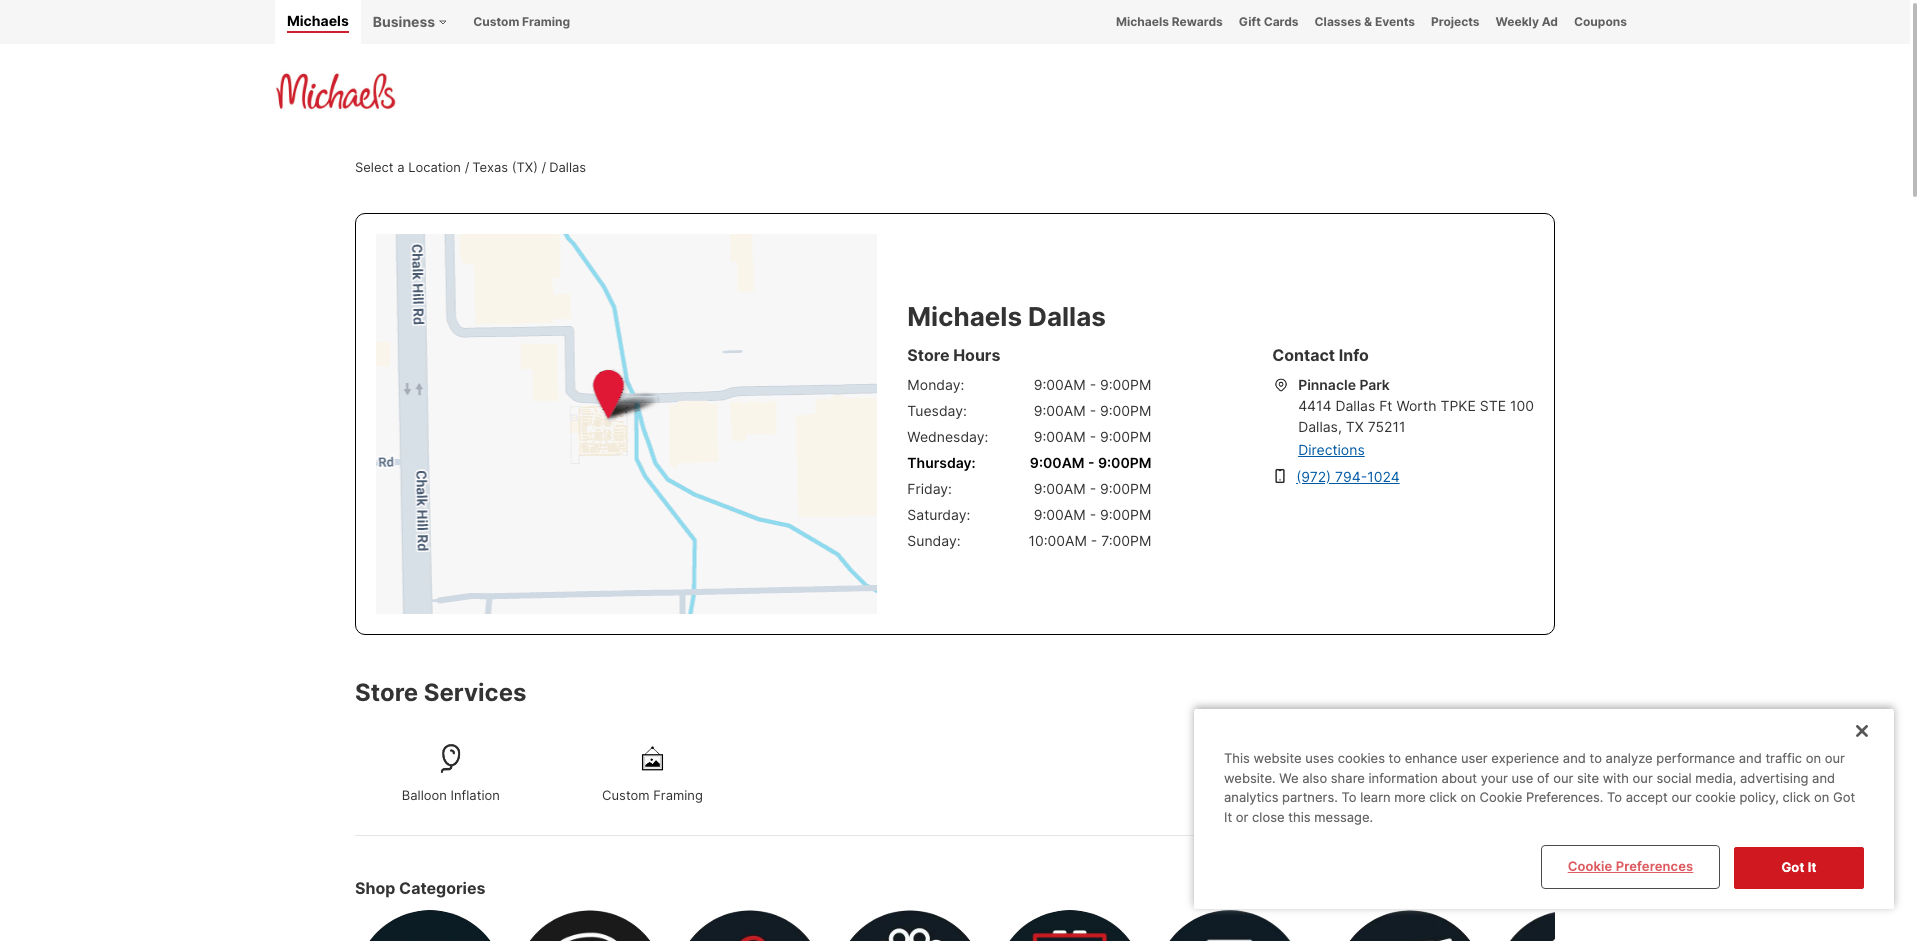 Michaels
Business
Custom Framing
Michaels Rewards
Gift Cards
Classes & Events
Projects
Weekly Ad
Coupons
Michaels
Select a Location / Texas (TX) / Dallas
Chalk Hill Rd
Rd
Chalk Hill Rd
Michaels Dallas
Store Hours
Monday: 9:00AM - 9:00PM
Tuesday: 9:00AM - 9:00PM
Wednesday: 9:00AM - 9:00PM
Thursday: 9:00AM - 9:00PM
Friday: 9:00AM - 9:00PM
Saturday: 9:00AM - 9:00PM
Sunday: 10:00AM - 7:00PM
Contact Info
Pinnacle Park
4414 Dallas Ft Worth TPKE STE 100
Dallas, TX 75211
Directions
(972) 794-1024
Store Services
Balloon Inflation
Custom Framing
Shop Categories
This website uses cookies to enhance user experience and to analyze performance and traffic on our
website. We also share information about your use of our site with our social media, advertising and
analytics partners. To learn more click on Cookie Preferences. To accept our cookie policy, click on Got
It or close this message.
Cookie Preferences
Got It